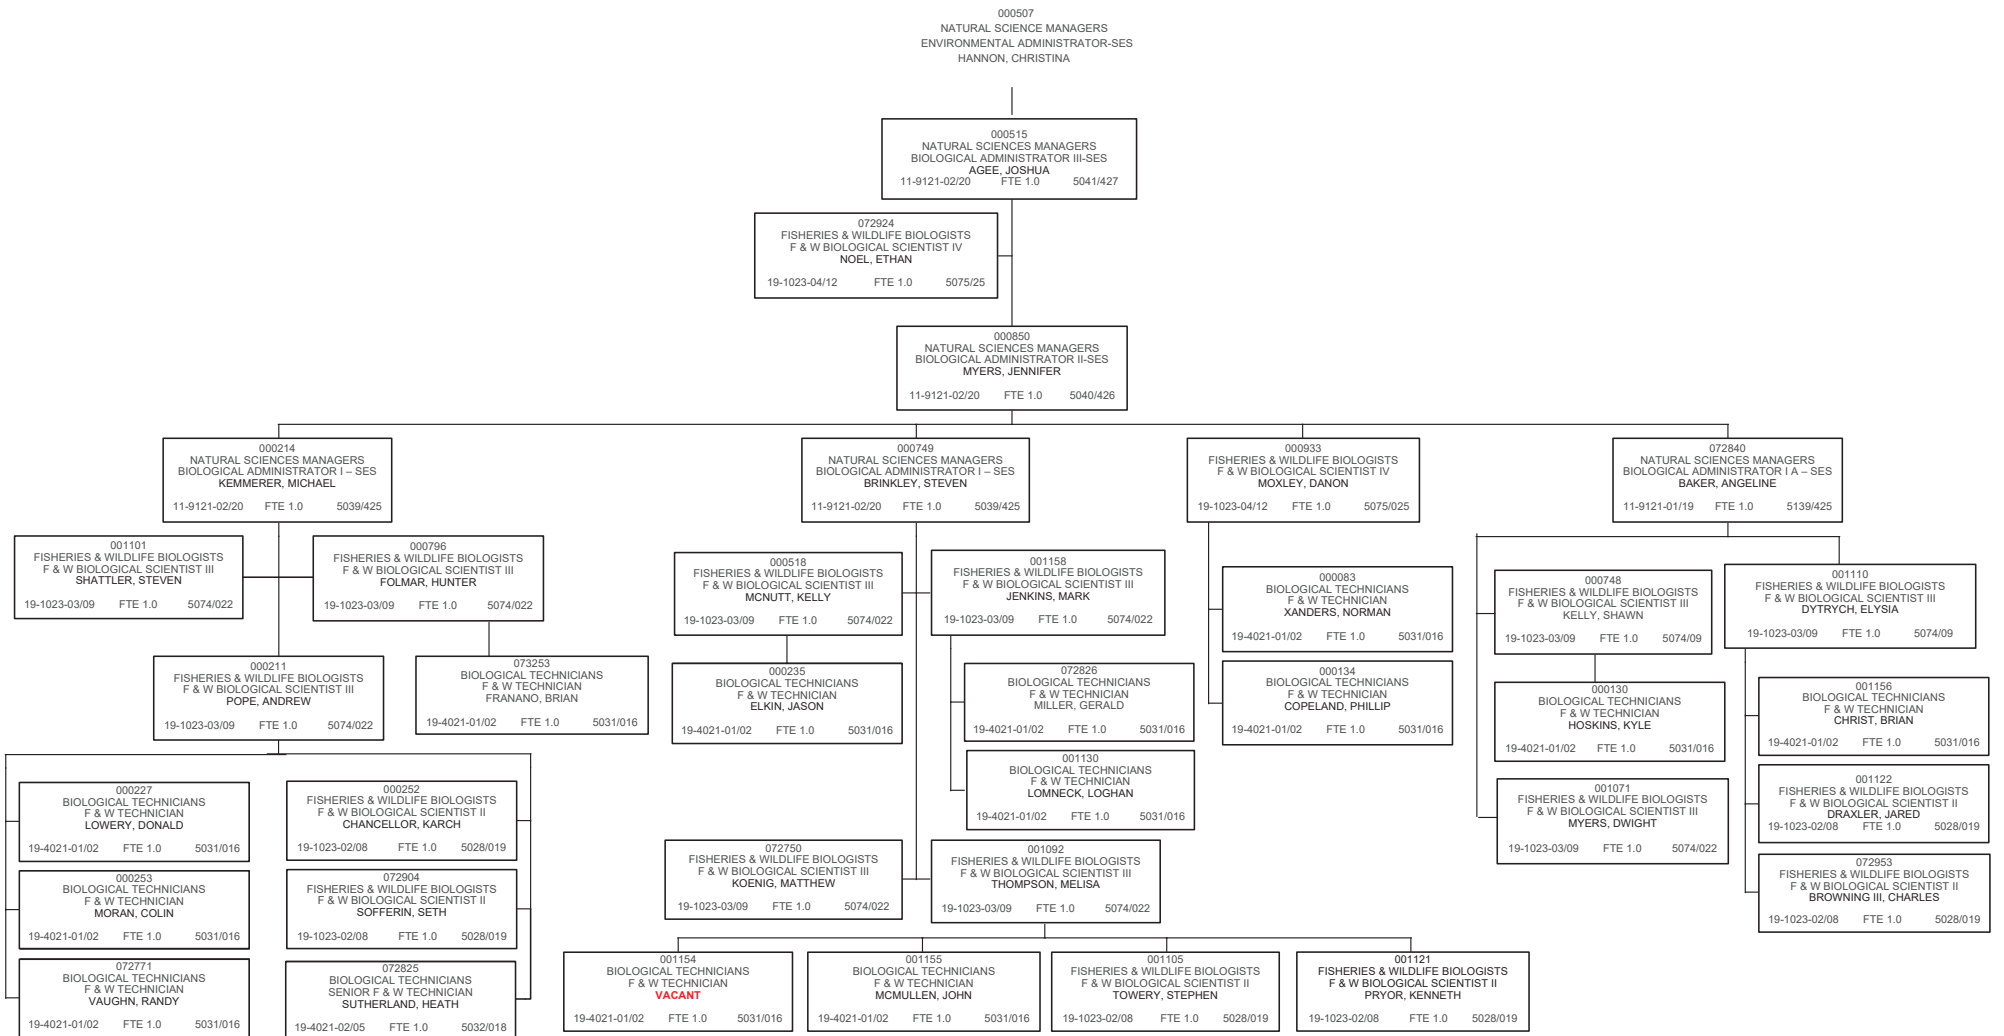 000507
NATURAL SCIENCE MANAGERS
ENVIRONMENTAL ADMINISTRATOR-SES
HANNON, CHRISTINA
000515
NATURAL SCIENCES MANAGERS
BIOLOGICAL ADMINISTRATOR III-SES
AGEE, JOSHUA
11-9121-02/20 FTE 1.0 5041/427
072924
FISHERIES & WILDLIFE BIOLOGISTS
F & W BIOLOGICAL SCIENTIST IV
NOEL, ETHAN
19-1023-04/12 FTE 1.0 5075/25
000850
NATURAL SCIENCES MANAGERS
BIOLOGICAL ADMINISTRATOR II-SES
MYERS, JENNIFER
11-9121-02/20 FTE 1.0 5040/426
000214
NATURAL SCIENCES MANAGERS
BIOLOGICAL ADMINISTRATOR I – SES
KEMMERER, MICHAEL
11-9121-02/20 FTE 1.0 5039/425
000749
NATURAL SCIENCES MANAGERS
BIOLOGICAL ADMINISTRATOR I – SES
BRINKLEY, STEVEN
11-9121-02/20 FTE 1.0 5039/425
000933
FISHERIES & WILDLIFE BIOLOGISTS
F & W BIOLOGICAL SCIENTIST IV
MOXLEY, DANON
19-1023-04/12 FTE 1.0 5075/025
072840
NATURAL SCIENCES MANAGERS
BIOLOGICAL ADMINISTRATOR I A – SES
BAKER, ANGELINE
11-9121-01/19 FTE 1.0 5139/425
001101
FISHERIES & WILDLIFE BIOLOGISTS
F & W BIOLOGICAL SCIENTIST III
SHATTLER, STEVEN
19-1023-03/09 FTE 1.0 5074/022
000796
FISHERIES & WILDLIFE BIOLOGISTS
F & W BIOLOGICAL SCIENTIST III
FOLMAR, HUNTER
19-1023-03/09 FTE 1.0 5074/022
000518
FISHERIES & WILDLIFE BIOLOGISTS
F & W BIOLOGICAL SCIENTIST III
MCNUTT, KELLY
19-1023-03/09 FTE 1.0 5074/022
001158
FISHERIES & WILDLIFE BIOLOGISTS
F & W BIOLOGICAL SCIENTIST III
JENKINS, MARK
19-1023-03/09 FTE 1.0 5074/022
000083
BIOLOGICAL TECHNICIANS
F & W TECHNICIAN
XANDERS, NORMAN
19-4021-01/02 FTE 1.0 5031/016
000748
FISHERIES & WILDLIFE BIOLOGISTS
F & W BIOLOGICAL SCIENTIST III
KELLY, SHAWN
19-1023-03/09 FTE 1.0 5074/09
001110
FISHERIES & WILDLIFE BIOLOGISTS
F & W BIOLOGICAL SCIENTIST III
DYTRYCH, ELYSIA
19-1023-03/09 FTE 1.0 5074/09
000211
FISHERIES & WILDLIFE BIOLOGISTS
F & W BIOLOGICAL SCIENTIST III
POPE, ANDREW
19-1023-03/09 FTE 1.0 5074/022
073253
BIOLOGICAL TECHNICIANS
F & W TECHNICIAN
FRANANO, BRIAN
19-4021-01/02 FTE 1.0 5031/016
000235
BIOLOGICAL TECHNICIANS
F & W TECHNICIAN
ELKIN, JASON
19-4021-01/02 FTE 1.0 5031/016
072826
BIOLOGICAL TECHNICIANS
F & W TECHNICIAN
MILLER, GERALD
19-4021-01/02 FTE 1.0 5031/016
000134
BIOLOGICAL TECHNICIANS
F & W TECHNICIAN
COPELAND, PHILLIP
19-4021-01/02 FTE 1.0 5031/016
000130
BIOLOGICAL TECHNICIANS
F & W TECHNICIAN
HOSKINS, KYLE
19-4021-01/02 FTE 1.0 5031/016
001156
BIOLOGICAL TECHNICIANS
F & W TECHNICIAN
CHRIST, BRIAN
19-4021-01/02 FTE 1.0 5031/016
000227
BIOLOGICAL TECHNICIANS
F & W TECHNICIAN
LOWERY, DONALD
19-4021-01/02 FTE 1.0 5031/016
000252
FISHERIES & WILDLIFE BIOLOGISTS
F & W BIOLOGICAL SCIENTIST II
CHANCELLOR, KARCH
19-1023-02/08 FTE 1.0 5028/019
001130
BIOLOGICAL TECHNICIANS
F & W TECHNICIAN
LOMNECK, LOGHAN
19-4021-01/02 FTE 1.0 5031/016
001071
FISHERIES & WILDLIFE BIOLOGISTS
F & W BIOLOGICAL SCIENTIST III
MYERS, DWIGHT
19-1023-03/09 FTE 1.0 5074/022
001122
FISHERIES & WILDLIFE BIOLOGISTS
F & W BIOLOGICAL SCIENTIST II
DRAXLER, JARED
19-1023-02/08 FTE 1.0 5028/019
000253
BIOLOGICAL TECHNICIANS
F & W TECHNICIAN
MORAN, COLIN
19-4021-01/02 FTE 1.0 5031/016
072904
FISHERIES & WILDLIFE BIOLOGISTS
F & W BIOLOGICAL SCIENTIST II
SOFFERIN, SETH
19-1023-02/08 FTE 1.0 5028/019
072750
FISHERIES & WILDLIFE BIOLOGISTS
F & W BIOLOGICAL SCIENTIST III
KOENIG, MATTHEW
19-1023-03/09 FTE 1.0 5074/022
001092
FISHERIES & WILDLIFE BIOLOGISTS
F & W BIOLOGICAL SCIENTIST III
THOMPSON, MELISA
19-1023-03/09 FTE 1.0 5074/022
072953
FISHERIES & WILDLIFE BIOLOGISTS
F & W BIOLOGICAL SCIENTIST II
BROWNING III, CHARLES
19-1023-02/08 FTE 1.0 5028/019
072771
BIOLOGICAL TECHNICIANS
F & W TECHNICIAN
VAUGHN, RANDY
19-4021-01/02 FTE 1.0 5031/016
072825
BIOLOGICAL TECHNICIANS
SENIOR F & W TECHNICIAN
SUTHERLAND, HEATH
19-4021-02/05 FTE 1.0 5032/018
001154
BIOLOGICAL TECHNICIANS
F & W TECHNICIAN
VACANT
19-4021-01/02 FTE 1.0 5031/016
001155
BIOLOGICAL TECHNICIANS
F & W TECHNICIAN
MCMULLEN, JOHN
19-4021-01/02 FTE 1.0 5031/016
001105
FISHERIES & WILDLIFE BIOLOGISTS
F & W BIOLOGICAL SCIENTIST II
TOWERY, STEPHEN
19-1023-02/08 FTE 1.0 5028/019
001121
FISHERIES & WILDLIFE BIOLOGISTS
F & W BIOLOGICAL SCIENTIST II
PRYOR, KENNETH
19-1023-02/08 FTE 1.0 5028/019